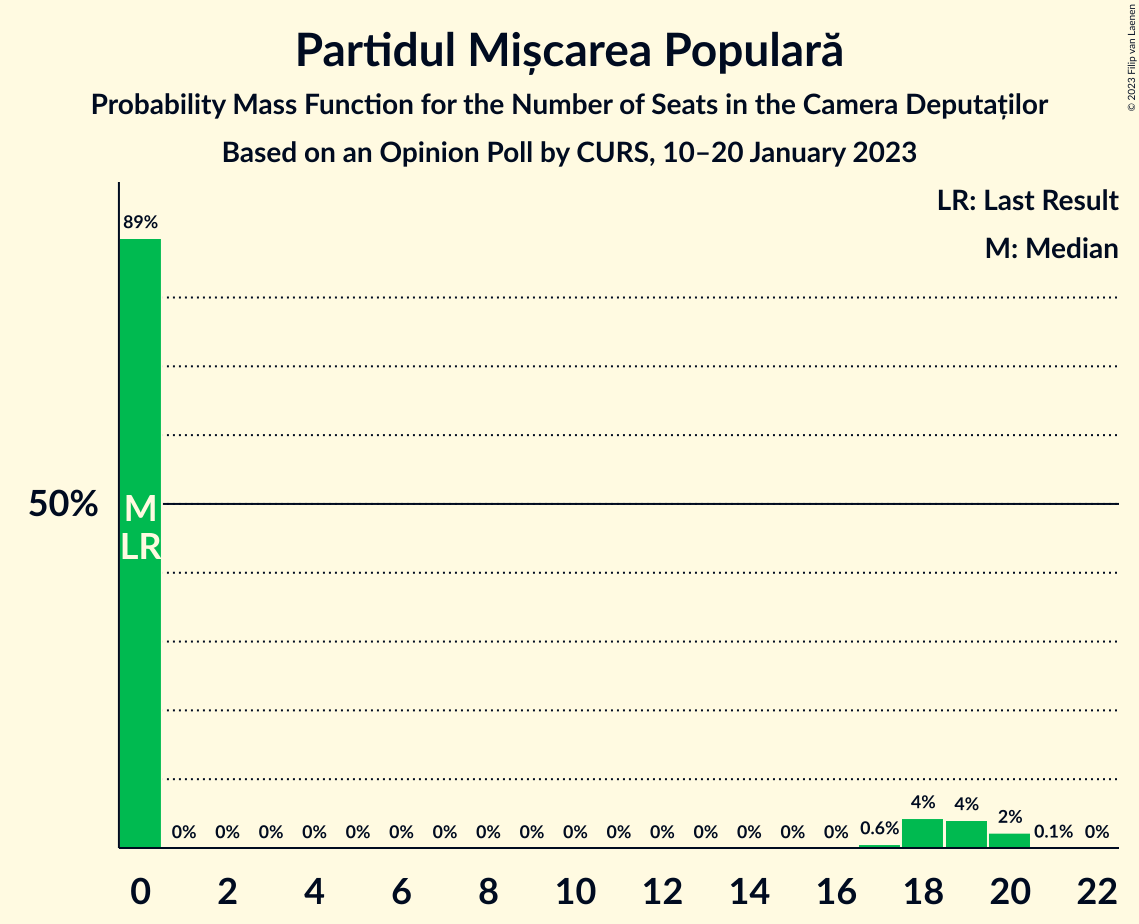 Partidul Mișcarea Populară
Probability Mass Function for the Number of Seats in the Camera Deputaților
Based on an Opinion Poll by CURS, 10–20 January 2023
© 2023 Filip van Laenen
LR: Last Result
M: Median
89%
50%
M
LR
0% 0% 0% 0% 0% 0% 0% 0% 0% 0% 0% 0% 0% 0% 0% 0% 0.6% 4% 4% 2% 0.1% 0%
0 2 4 6 8 10 12 14 16 18 20 22